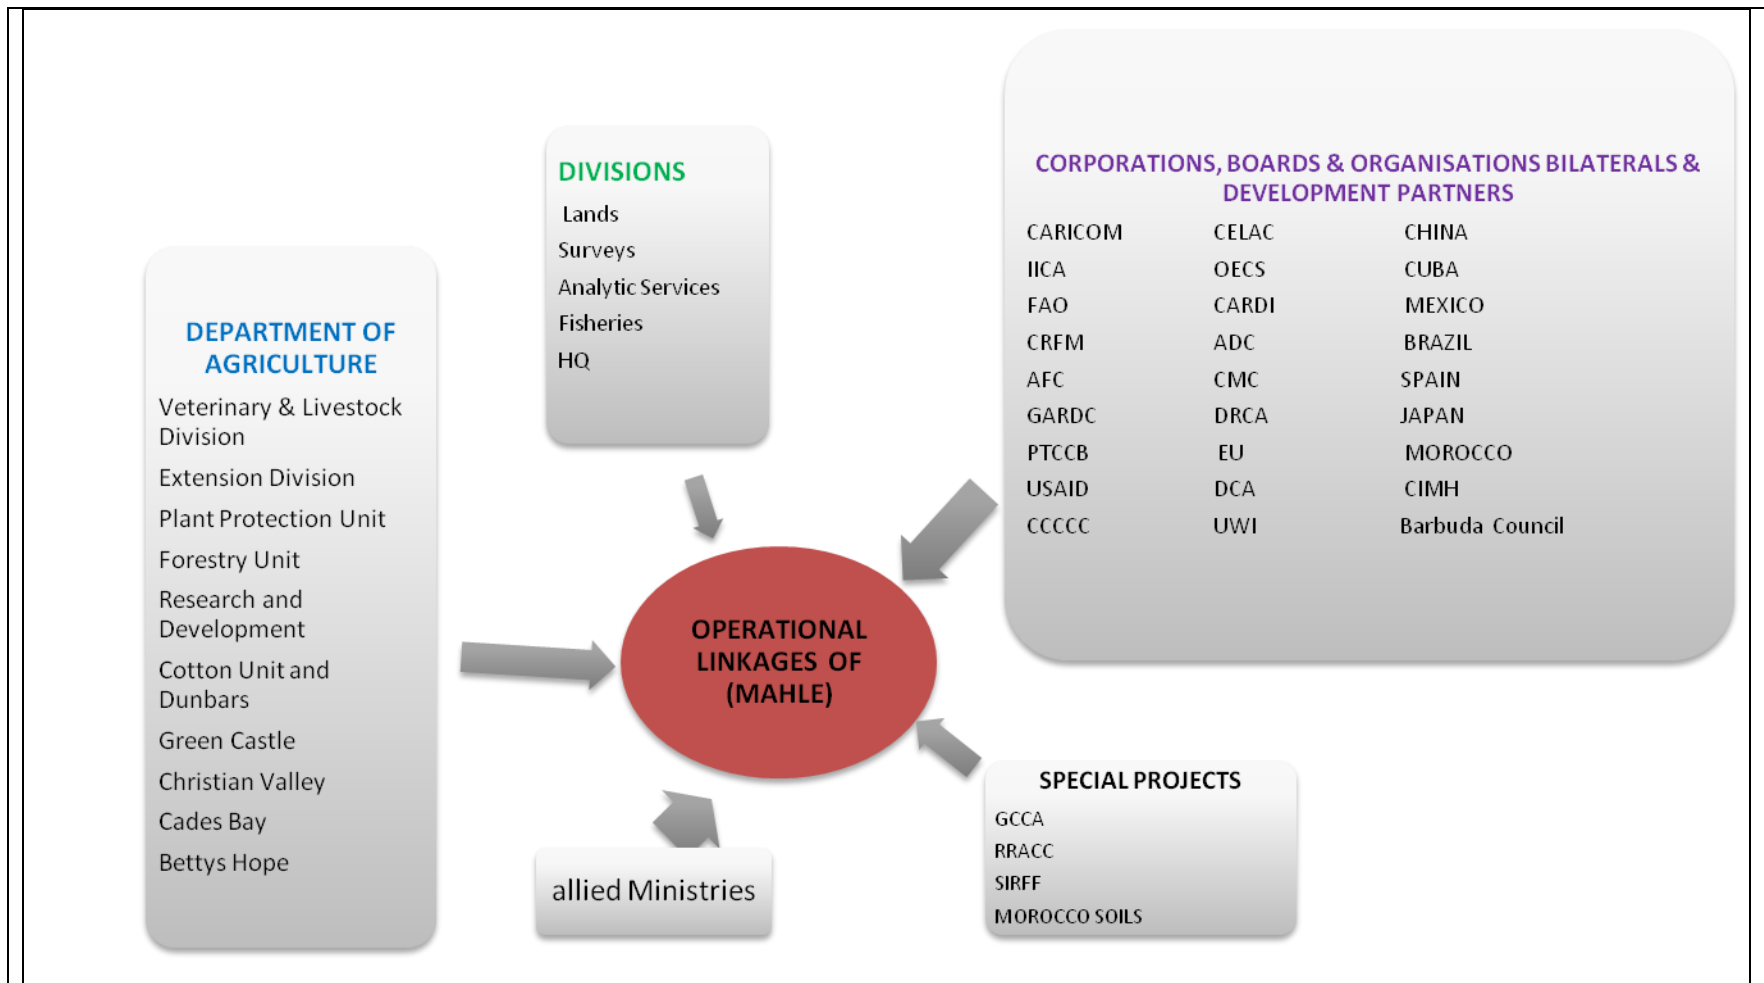 DEPARTMENT OF
AGRICULTURE
Veterinary & Livestock
Division
Extension Division
Plant Protection Unit
Forestry Unit
Research and
Development
Cotton Unit and
Dunbars
Green Castle
Christian Valley
Cades Bay
Bettys Hope
DIVISIONS
Lands
Surveys
Analytic Services
Fisheries
HQ
CORPORATIONS, BOARDS & ORGANISATIONS BILATERALS &
DEVELOPMENT PARTNERS
CARICOM CELAC CHINA
IICA OECS CUBA
FAO CARDI MEXICO
CRFM ADC BRAZIL
AFC CMC SPAIN
GARDC DRCA JAPAN
PTCCB EU MOROCCO
USAID DCA CIMH
CCCCC UWI Barbuda Council
OPERATIONAL
LINKAGES OF
(MAHLE)
allied Ministries
SPECIAL PROJECTS
GCCA
RRACC
SIRFF
MOROCCO SOILS